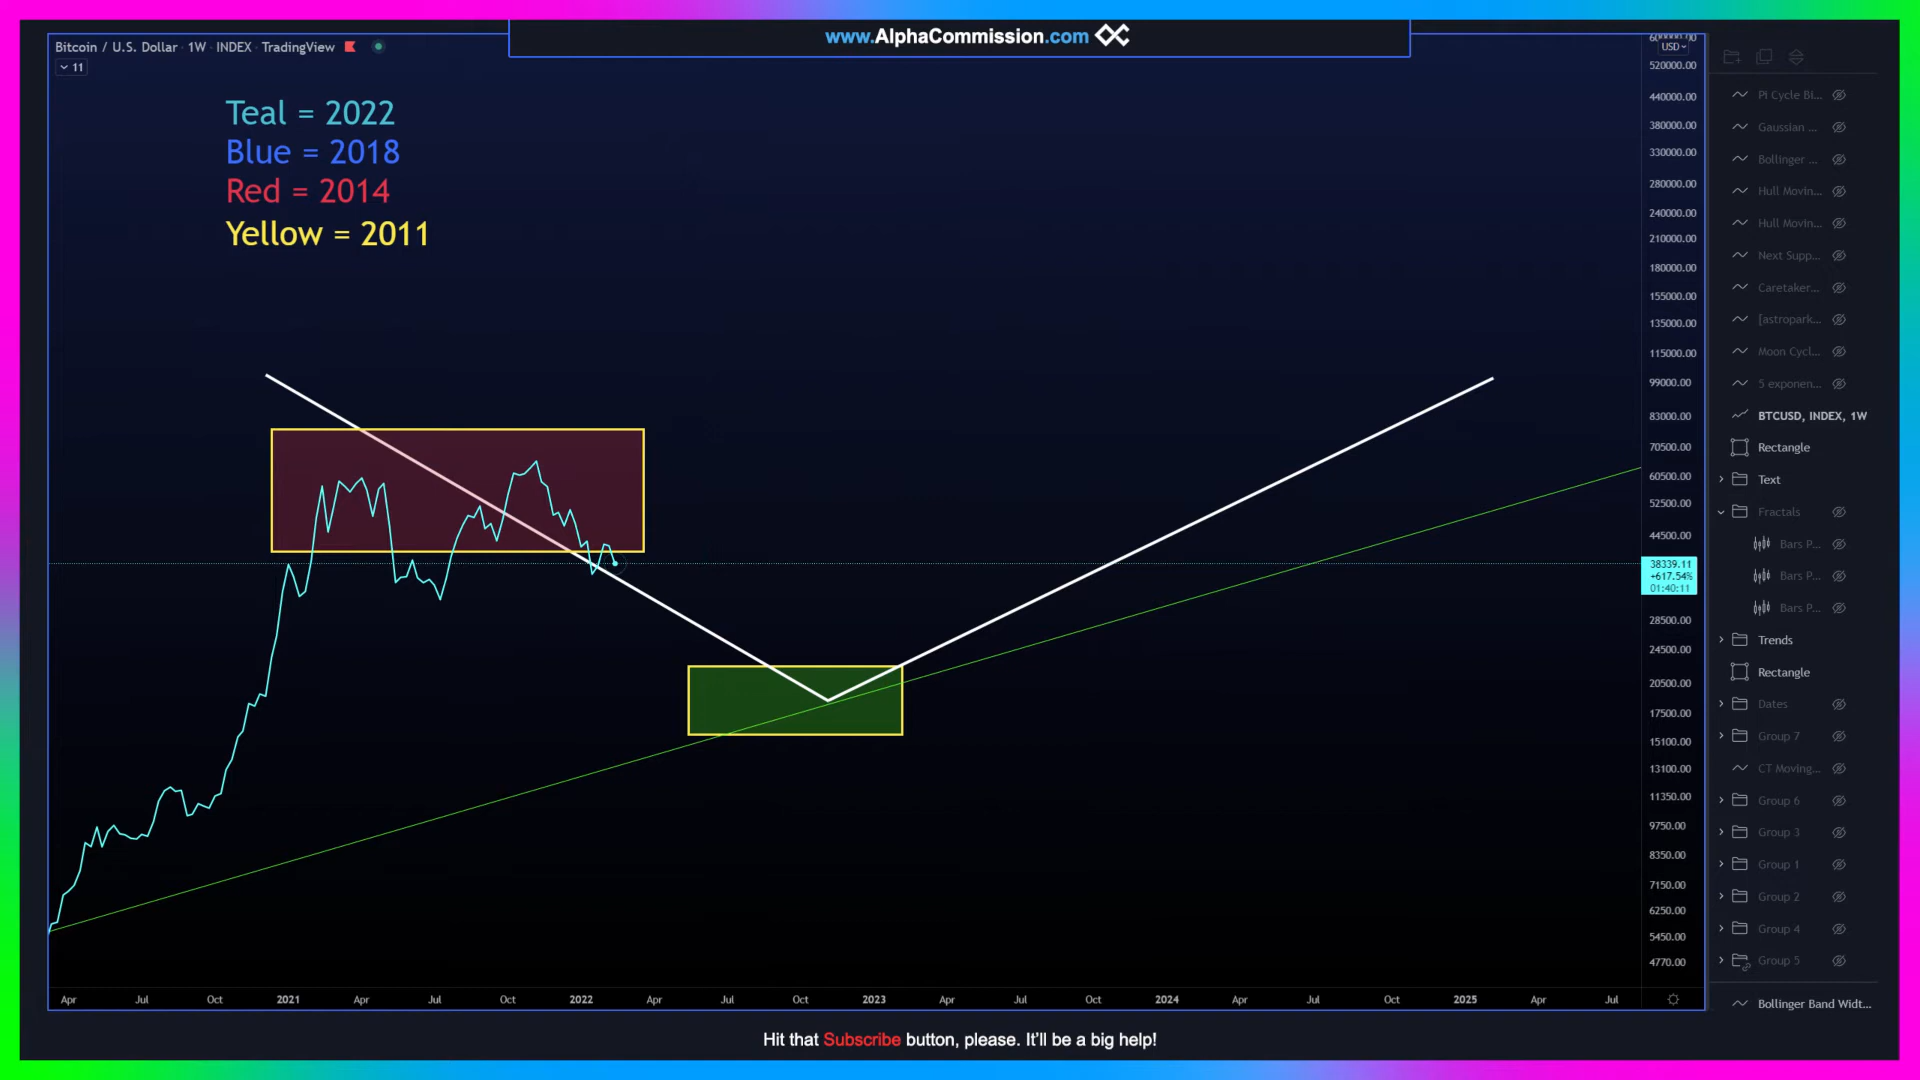 www.AlphaCommission.com
Bitcoin / U.S. Dollar · 1W · INDEX · TradingView
11
Teal = 2022
Blue = 2018
Red = 2014
Yellow = 2011
USD
520000.00
440000.00
380000.00
330000.00
280000.00
240000.00
210000.00
180000.00
155000.00
135000.00
115000.00
99000.00
83000.00
70500.00
60500.00
52500.00
44500.00
38339.11
+617.54%
01:40:11
28500.00
24500.00
20500.00
17500.00
15100.00
13100.00
11350.00
9750.00
8350.00
7150.00
6250.00
5450.00
4770.00
Apr Jul Oct 2021 Apr Jul Oct 2022 Apr Jul Oct 2023 Apr Jul Oct 2024 Apr Jul Oct 2025 Apr Jul
Pi Cycle Bi...
Gaussian ...
Bollinger ...
Hull Movin...
Hull Movin...
Next Supp...
Caretaker...
[astropark...
Moon Cycl...
5 exponen...
BTCUSD, INDEX, 1W
Rectangle
Text
Fractals
Bars P...
Bars P...
Bars P...
Trends
Rectangle
Dates
Group 7
CT Moving...
Group 6
Group 3
Group 1
Group 2
Group 4
Group 5
Bollinger Band Widt...
Hit that Subscribe button, please. It'll be a big help!